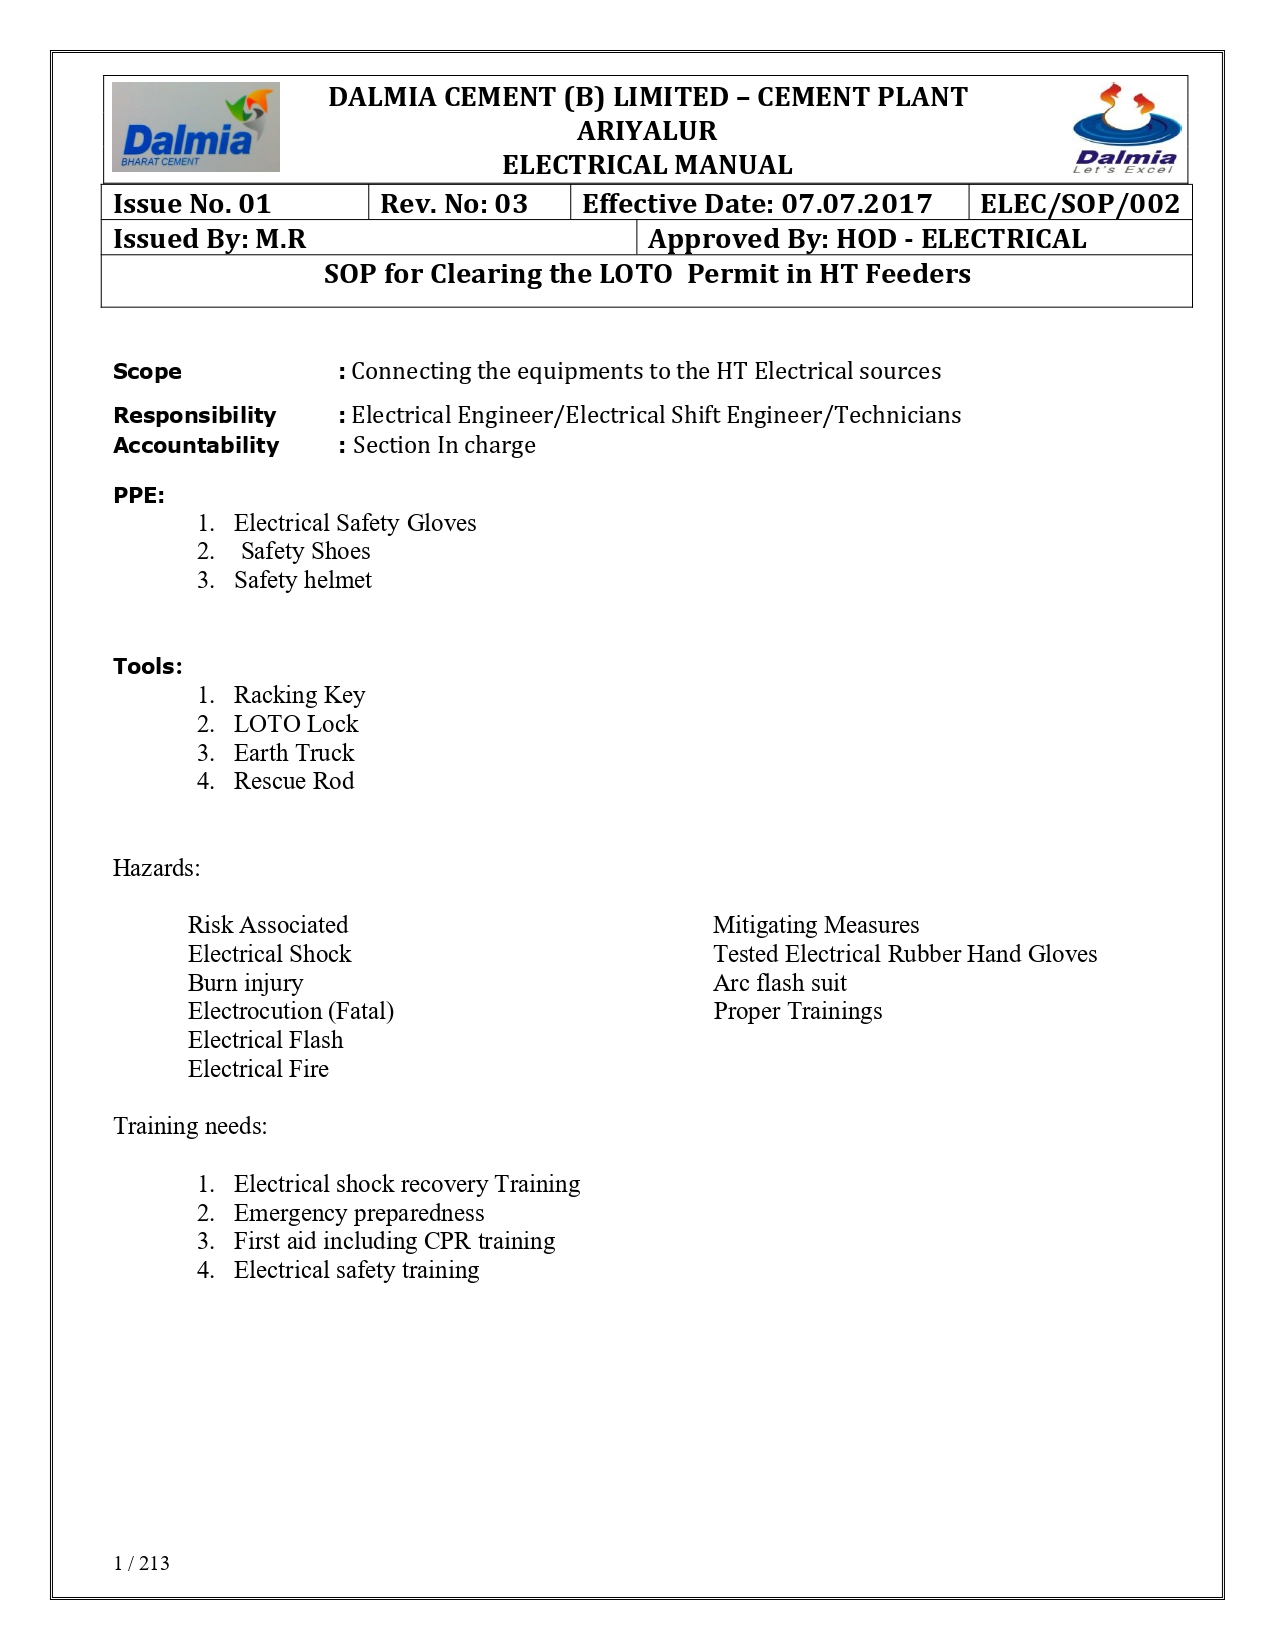 Dalmia
BHARAT CEMENT
DALMIA CEMENT (B) LIMITED – CEMENT PLANT
ARIYALUR
ELECTRICAL MANUAL
Dalmia
Let's Excel
Issue No. 01 Rev. No: 03 Effective Date: 07.07.2017 ELEC/SOP/002
Issued By: M.R Approved By: HOD - ELECTRICAL
SOP for Clearing the LOTO Permit in HT Feeders
Scope : Connecting the equipments to the HT Electrical sources
Responsibility : Electrical Engineer/Electrical Shift Engineer/Technicians
Accountability : Section In charge
PPE:
1. Electrical Safety Gloves
2. Safety Shoes
3. Safety helmet
Tools:
1. Racking Key
2. LOTO Lock
3. Earth Truck
4. Rescue Rod
Hazards:
Risk Associated Mitigating Measures
Electrical Shock Tested Electrical Rubber Hand Gloves
Burn injury Arc flash suit
Electrocution (Fatal) Proper Trainings
Electrical Flash
Electrical Fire
Training needs:
1. Electrical shock recovery Training
2. Emergency preparedness
3. First aid including CPR training
4. Electrical safety training
1 / 213